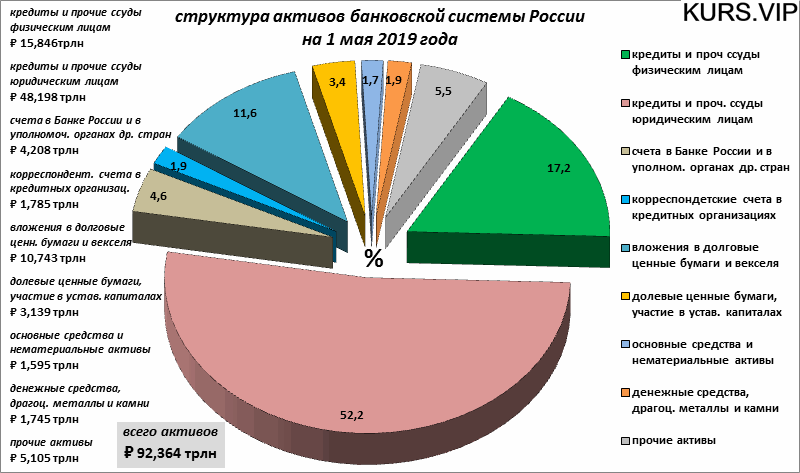 структура активов банковской системы России
на 1 мая 2019 года
KURS.VIP
кредиты и прочие ссуды
физическим лицам
₽ 15,846трлн
кредиты и прочие ссуды
юридическим лицам
₽ 48,198 трлн
счета в Банке России и в
уполномоч. органах др. стран
₽ 4,208 трлн
корреспондент. счета в
кредитных организац.
₽ 1,785 трлн
вложения в долговые
ценн. бумаги и векселя
₽ 10,743 трлн
долевые ценные бумаги,
участие в устав. капиталах
₽ 3,139 трлн
основные средства и
нематериальные активы
₽ 1,595 трлн
денежные средства,
драгоц. металлы и камни
₽ 1,745 трлн
прочие активы
₽ 5,105 трлн
всего активов
₽ 92,364 трлн
17,2
52,2
4,6
1,9
11,6
3,4
1,7
1,9
5,5
%
кредиты и проч ссуды
физическим лицам
кредиты и проч. ссуды
юридическим лицам
счета в Банке России и в
уполном. органах др. стран
корреспондетские счета в
кредитных организациях
вложения в долговые
ценные бумаги и векселя
долевые ценные бумаги,
участие в устав. капиталах
основные средства и
нематериальные активы
денежные средства,
драгоц. металлы и камни
прочие активы